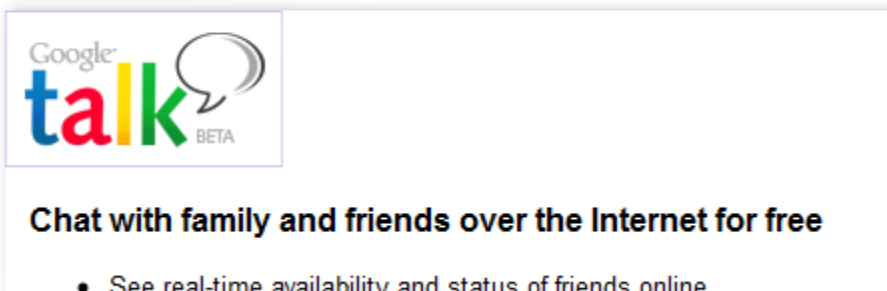 Google
talk
BETA
Chat with family and friends over the Internet for free
• See real-time availability and status of friends online